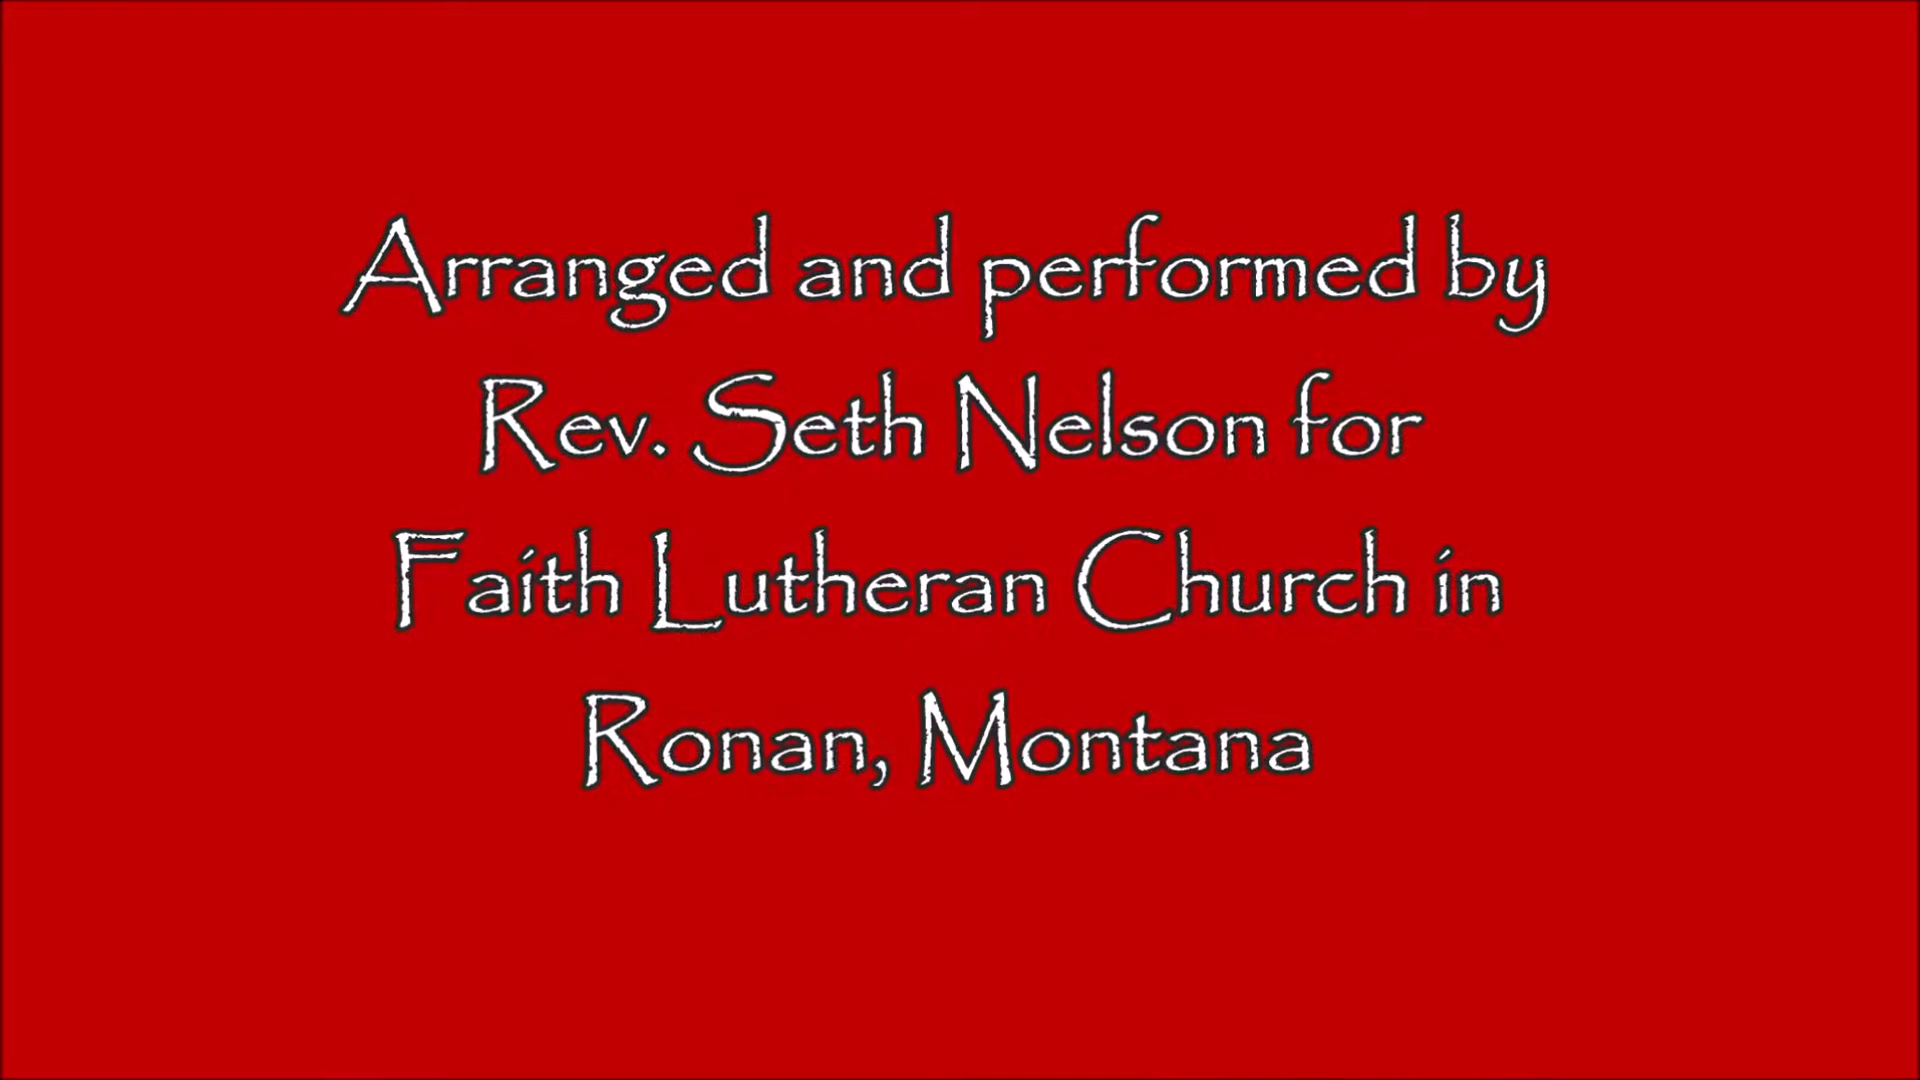 Arranged and performed by
Rev. Seth Nelson for
Faith Lutheran Church in
Ronan, Montana